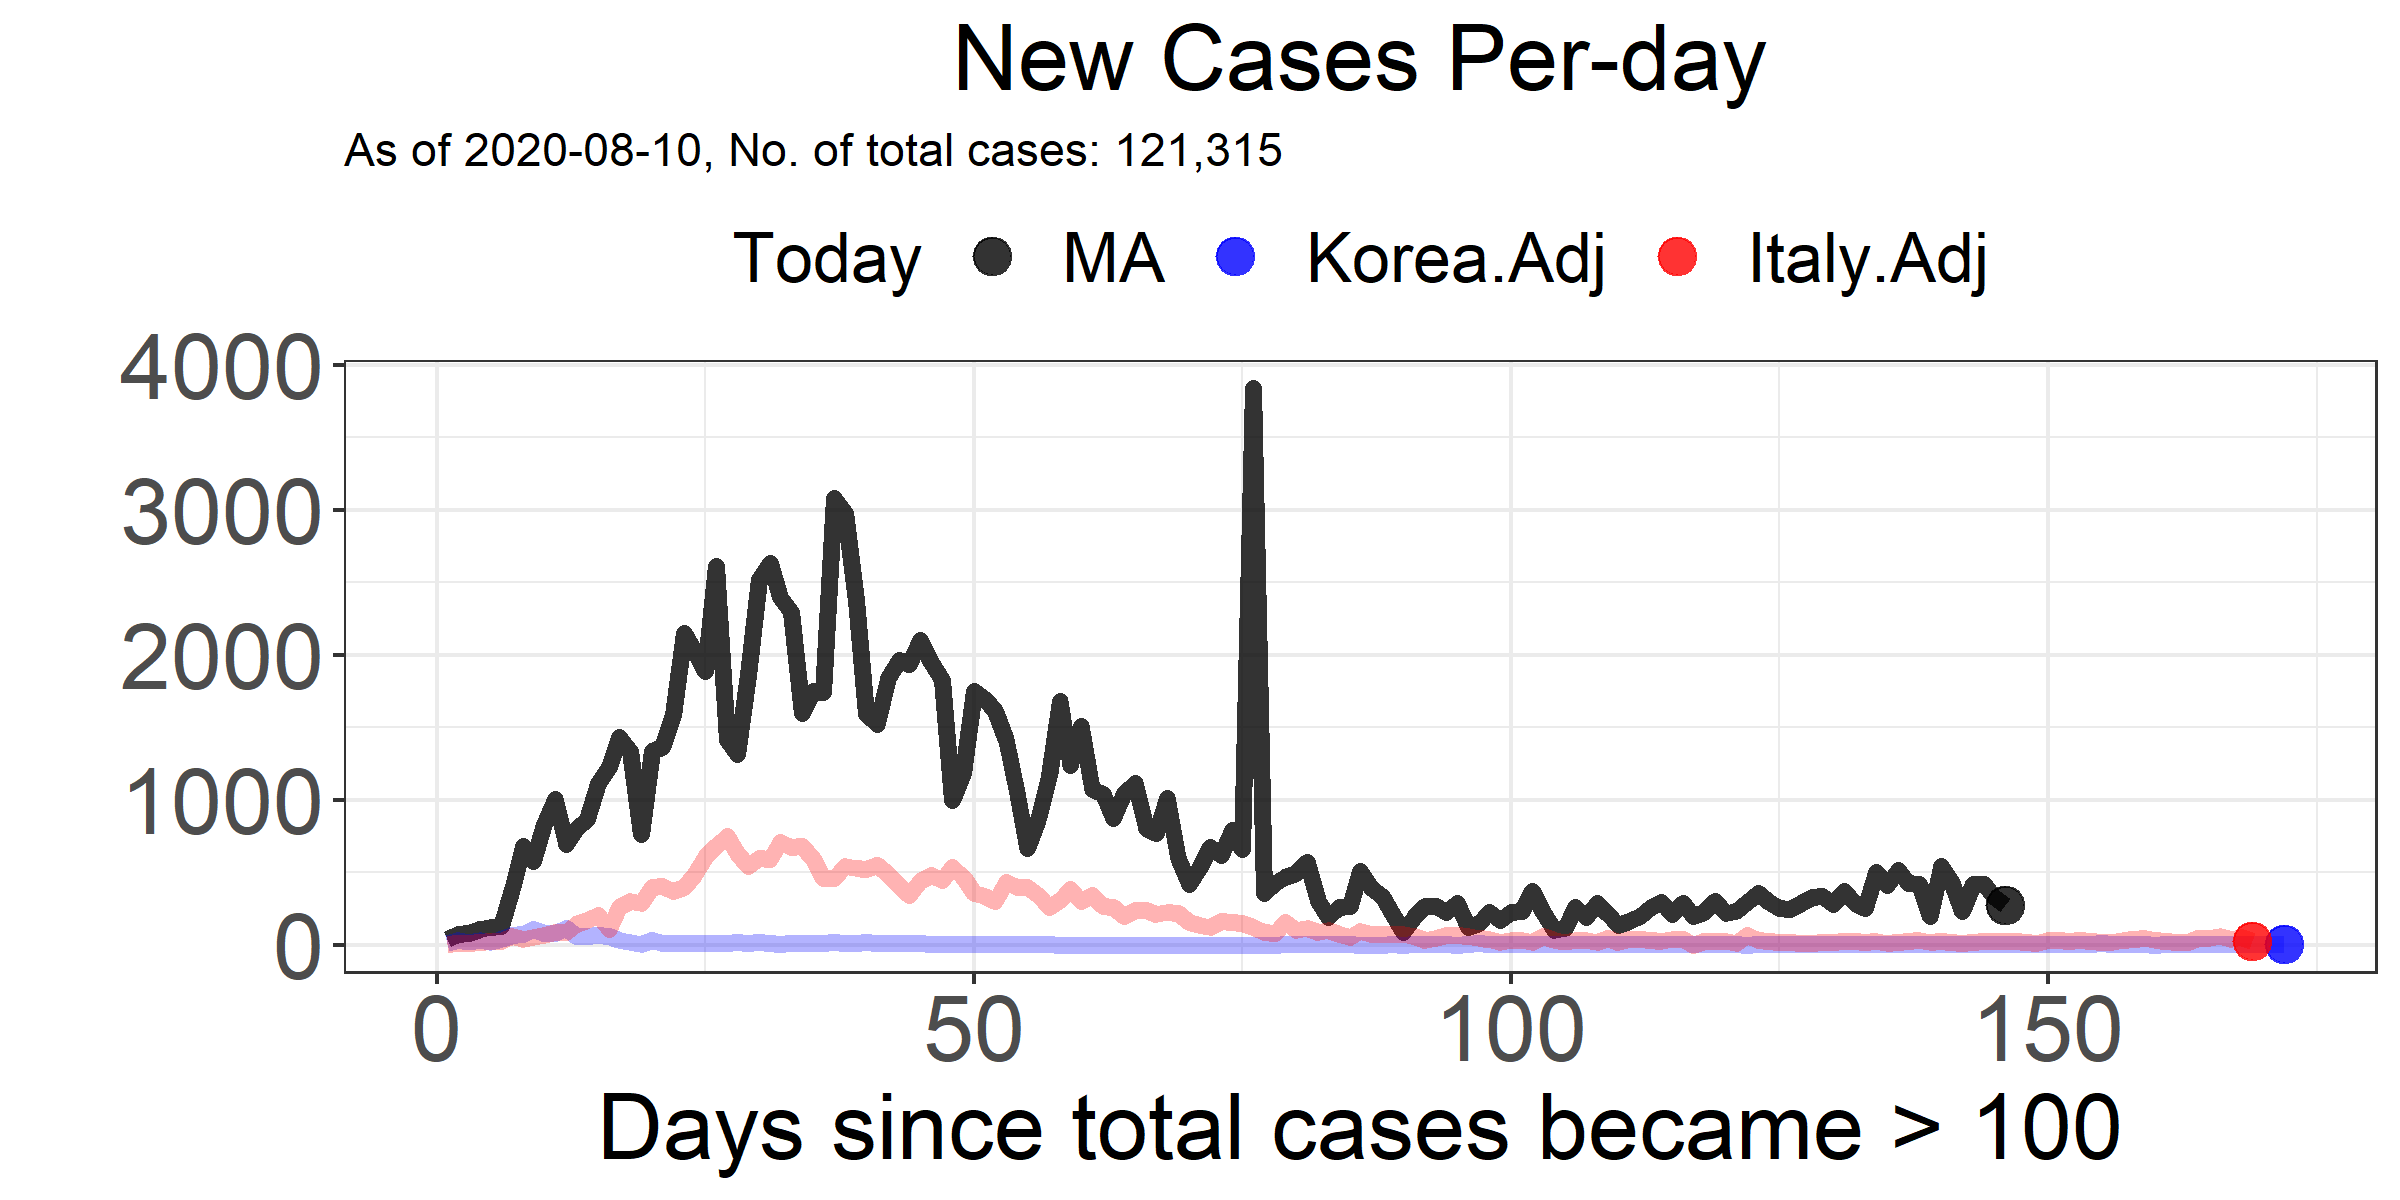 New Cases Per-day
As of 2020-08-10, No. of total cases: 121,315
Today MA Korea.Adj Italy.Adj
4000
3000
2000
1000
0
0 50 100 150
Days since total cases became > 100